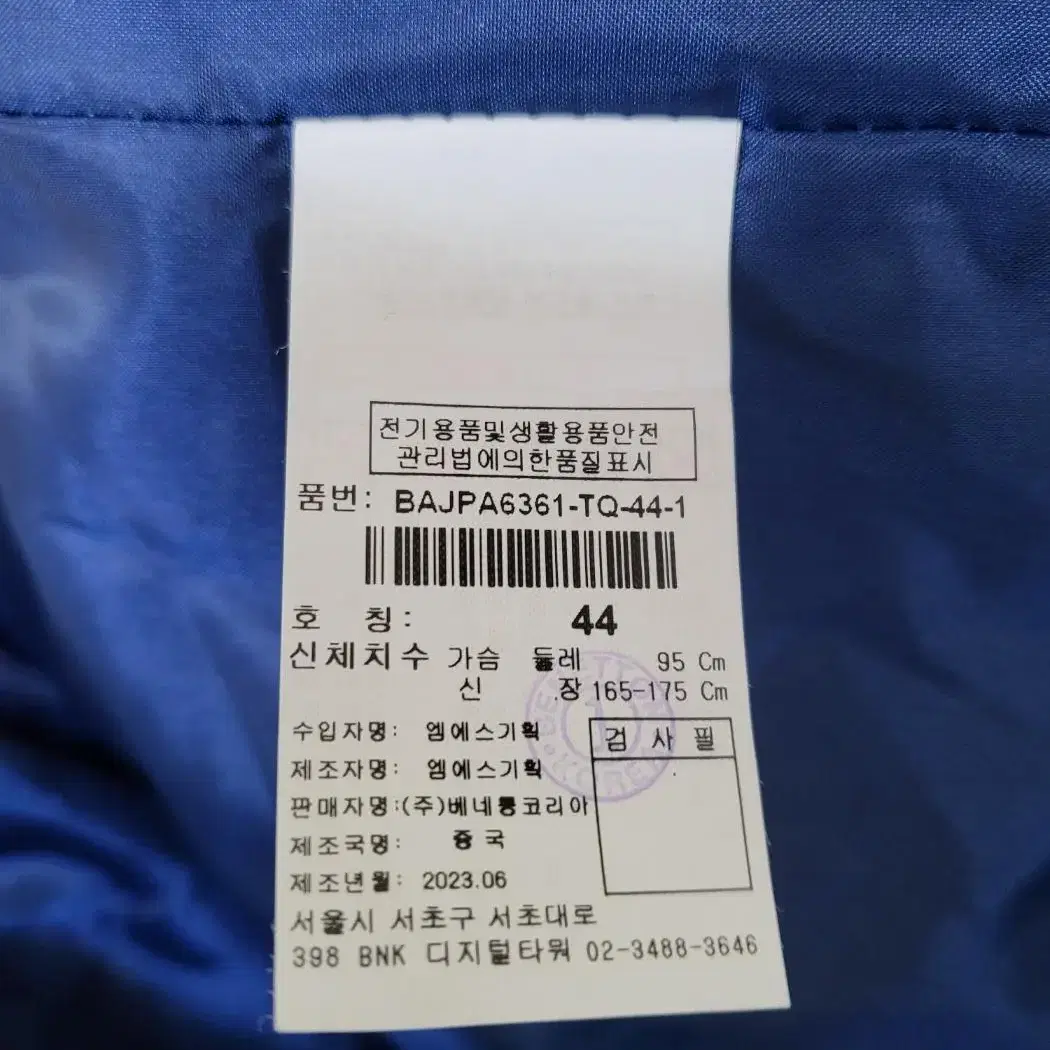 전기용품및생활용품안전
관리법에의한품질표시
품번: BAJPA6361-TQ-44-1
호 칭: 44
신체치수 가슴 둘레 95 Cm
신 장 165-175 Cm
수입자명: 엠에스기획
검 사 필
제조자명: 엠에스기획
판매자명:(주)베네통코리아
제조국명: 중국
제조년월: 2023.06
서울시 서초구 서초대로
398 BNK 디지털타워 02-3488-3646
KOREA